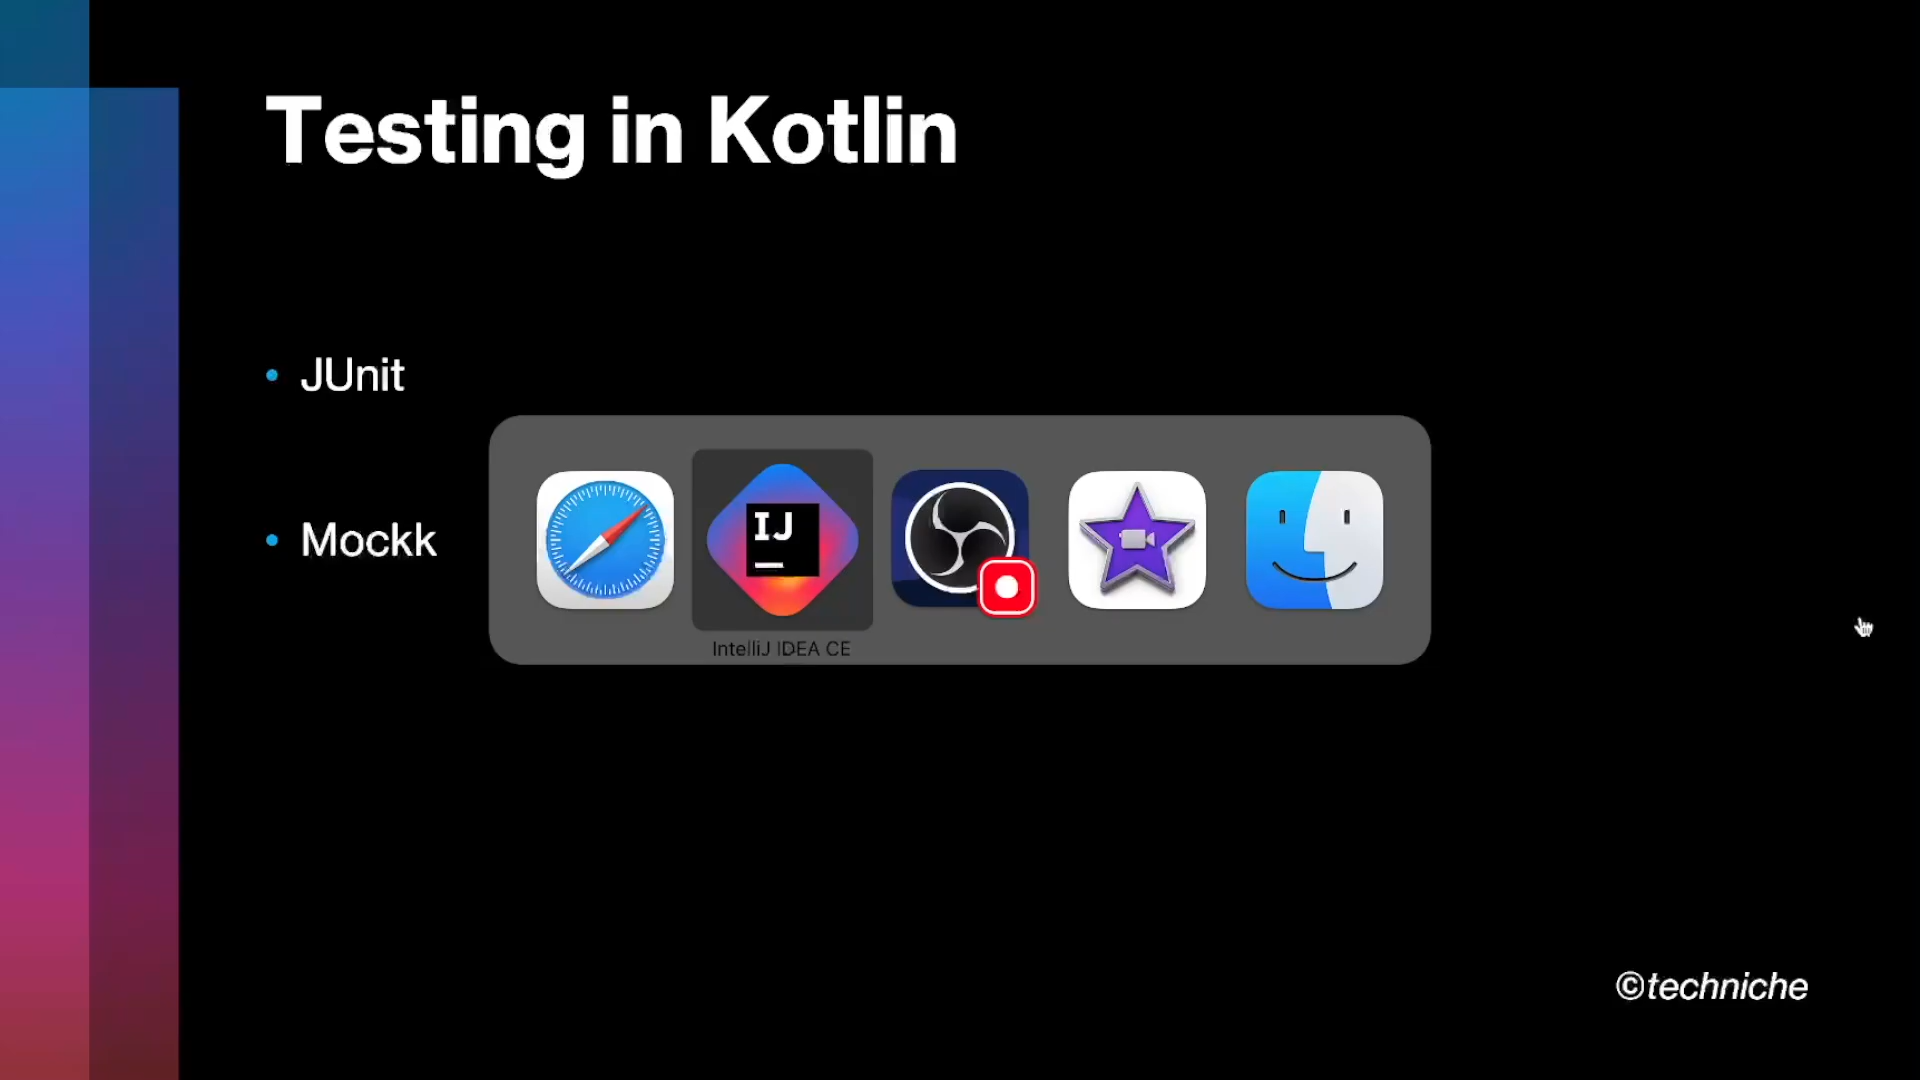 Testing in Kotlin
• JUnit
• Mockk
IJ
IntelliJ IDEA CE
©techniche